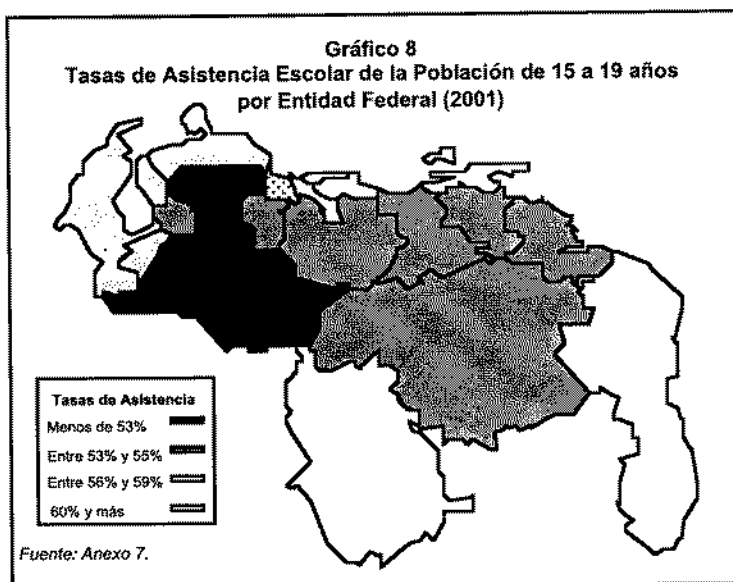 Gráfico 8
Tasas de Asistencia Escolar de la Población de 15 a 19 años
por Entidad Federal (2001)
Tasas de Asistencia
Menos de 53%
Entre 53% y 55%
Entre 56% y 59%
60% y más
Fuente: Anexo 7.